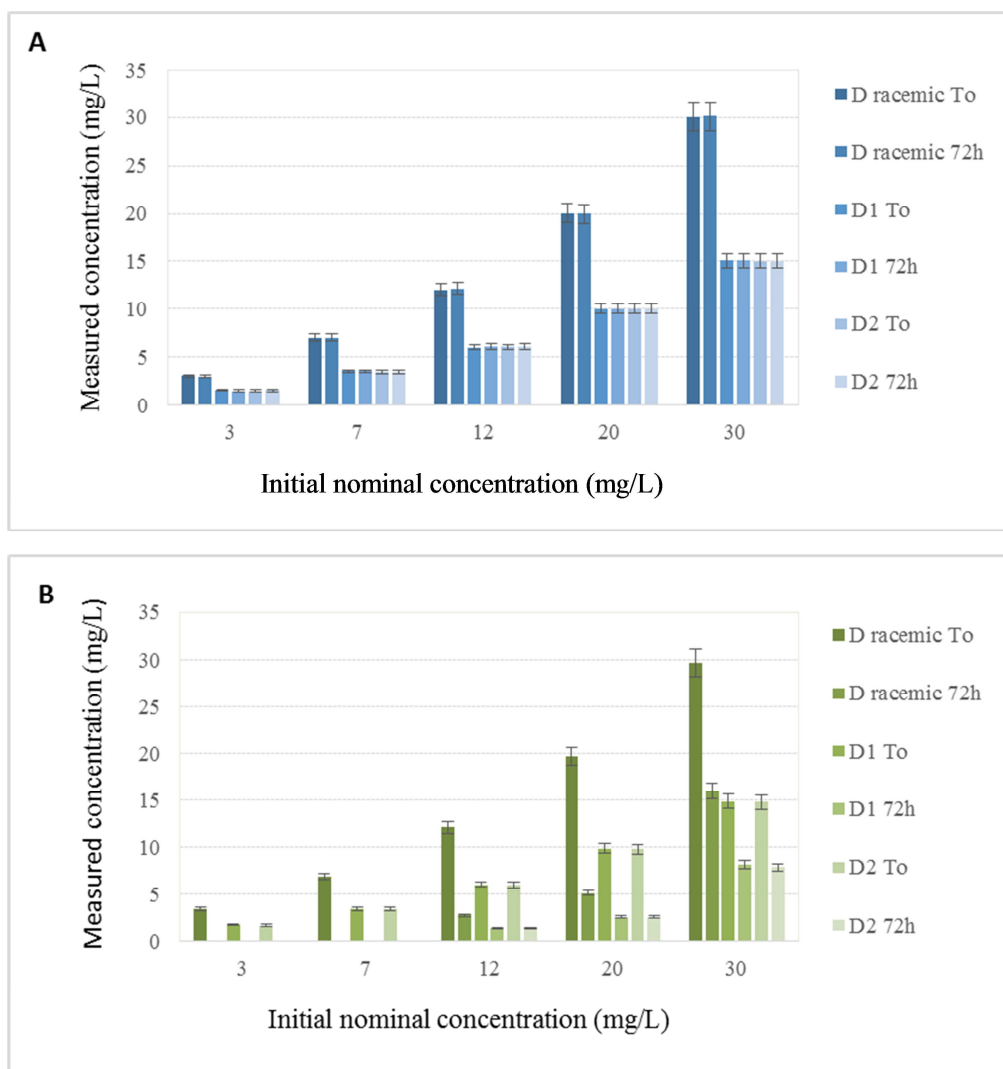 A
Measured concentration (mg/L)
35
30
25
20
15
10
5
0
3 7 12 20 30
Initial nominal concentration (mg/L)
D racemic To
D racemic 72h
D1 To
D1 72h
D2 To
D2 72h
B
Measured concentration (mg/L)
35
30
25
20
15
10
5
0
3 7 12 20 30
Initial nominal concentration (mg/L)
D racemic To
D racemic 72h
D1 To
D1 72h
D2 To
D2 72h